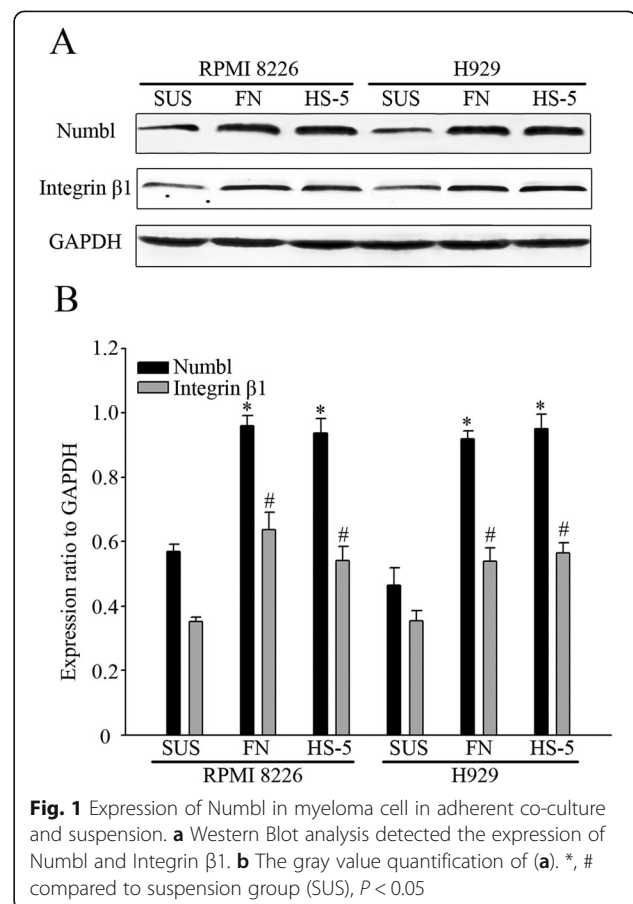 A
RPMI 8226 H929
SUS FN HS-5 SUS FN HS-5
Numbl
Integrin β1
GAPDH
B
1.2
1.0
0.8
0.6
0.4
0.2
0
Expression ratio to GAPDH
Numbl
Integrin β1
* * * *
# # # #
SUS FN HS-5 SUS FN HS-5
RPMI 8226 H929
Fig. 1 Expression of Numbl in myeloma cell in adherent co-culture
and suspension. a Western Blot analysis detected the expression of
Numbl and Integrin β1. b The gray value quantification of (a). *, #
compared to suspension group (SUS), P < 0.05